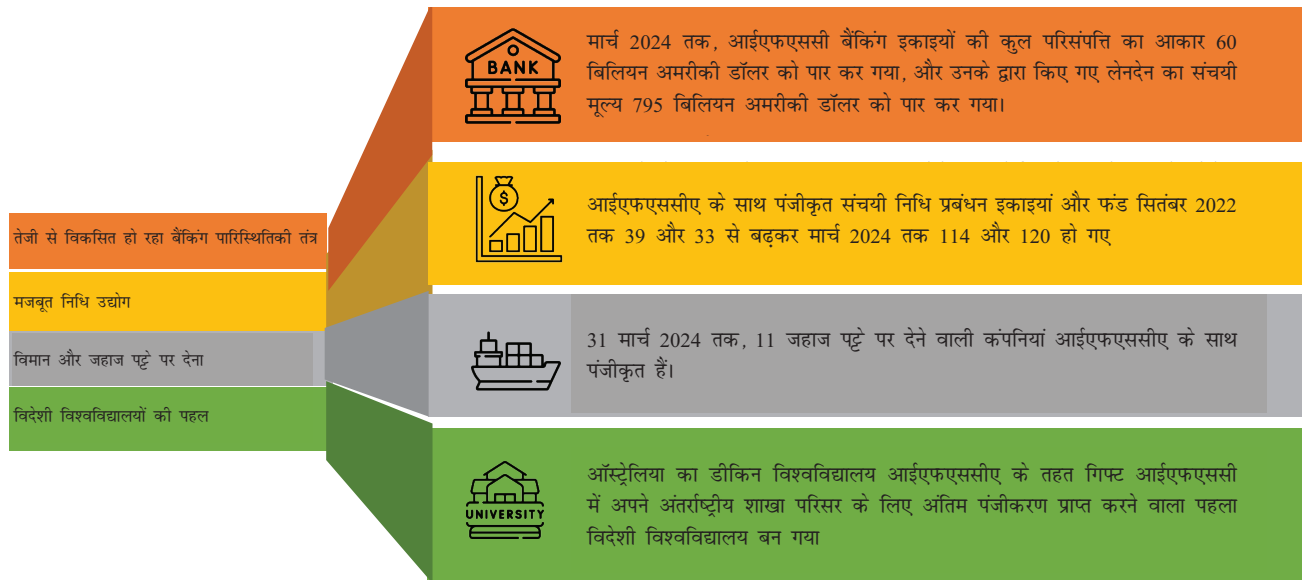 BANK
मार्च 2024 तक, आईएफएससी बैंकिंग इकाइयों की कुल परिसंपत्ति का आकार 60
बिलियन अमरीकी डॉलर को पार कर गया, और उनके द्वारा किए गए लेनदेन का संचयी
मूल्य 795 बिलियन अमरीकी डॉलर को पार कर गया।
$
आईएफएससीए के साथ पंजीकृत संचयी निधि प्रबंधन इकाइयां और फंड सितंबर 2022
तक 39 और 33 से बढ़कर मार्च 2024 तक 114 और 120 हो गए
तेजी से विकसित हो रहा बैंकिंग पारिस्थितिकी तंत्र
मजबूत निधि उद्योग
विमान और जहाज पट्टे पर देना
विदेशी विश्वविद्यालयों की पहल
31 मार्च 2024 तक, 11 जहाज पट्टे पर देने वाली कंपनियां आईएफएससीए के साथ
पंजीकृत हैं।
UNIVERSITY
ऑस्ट्रेलिया का डीकिन विश्वविद्यालय आईएफएससीए के तहत गिफ्ट आईएफएससी
में अपने अंतर्राष्ट्रीय शाखा परिसर के लिए अंतिम पंजीकरण प्राप्त करने वाला पहला
विदेशी विश्वविद्यालय बन गया